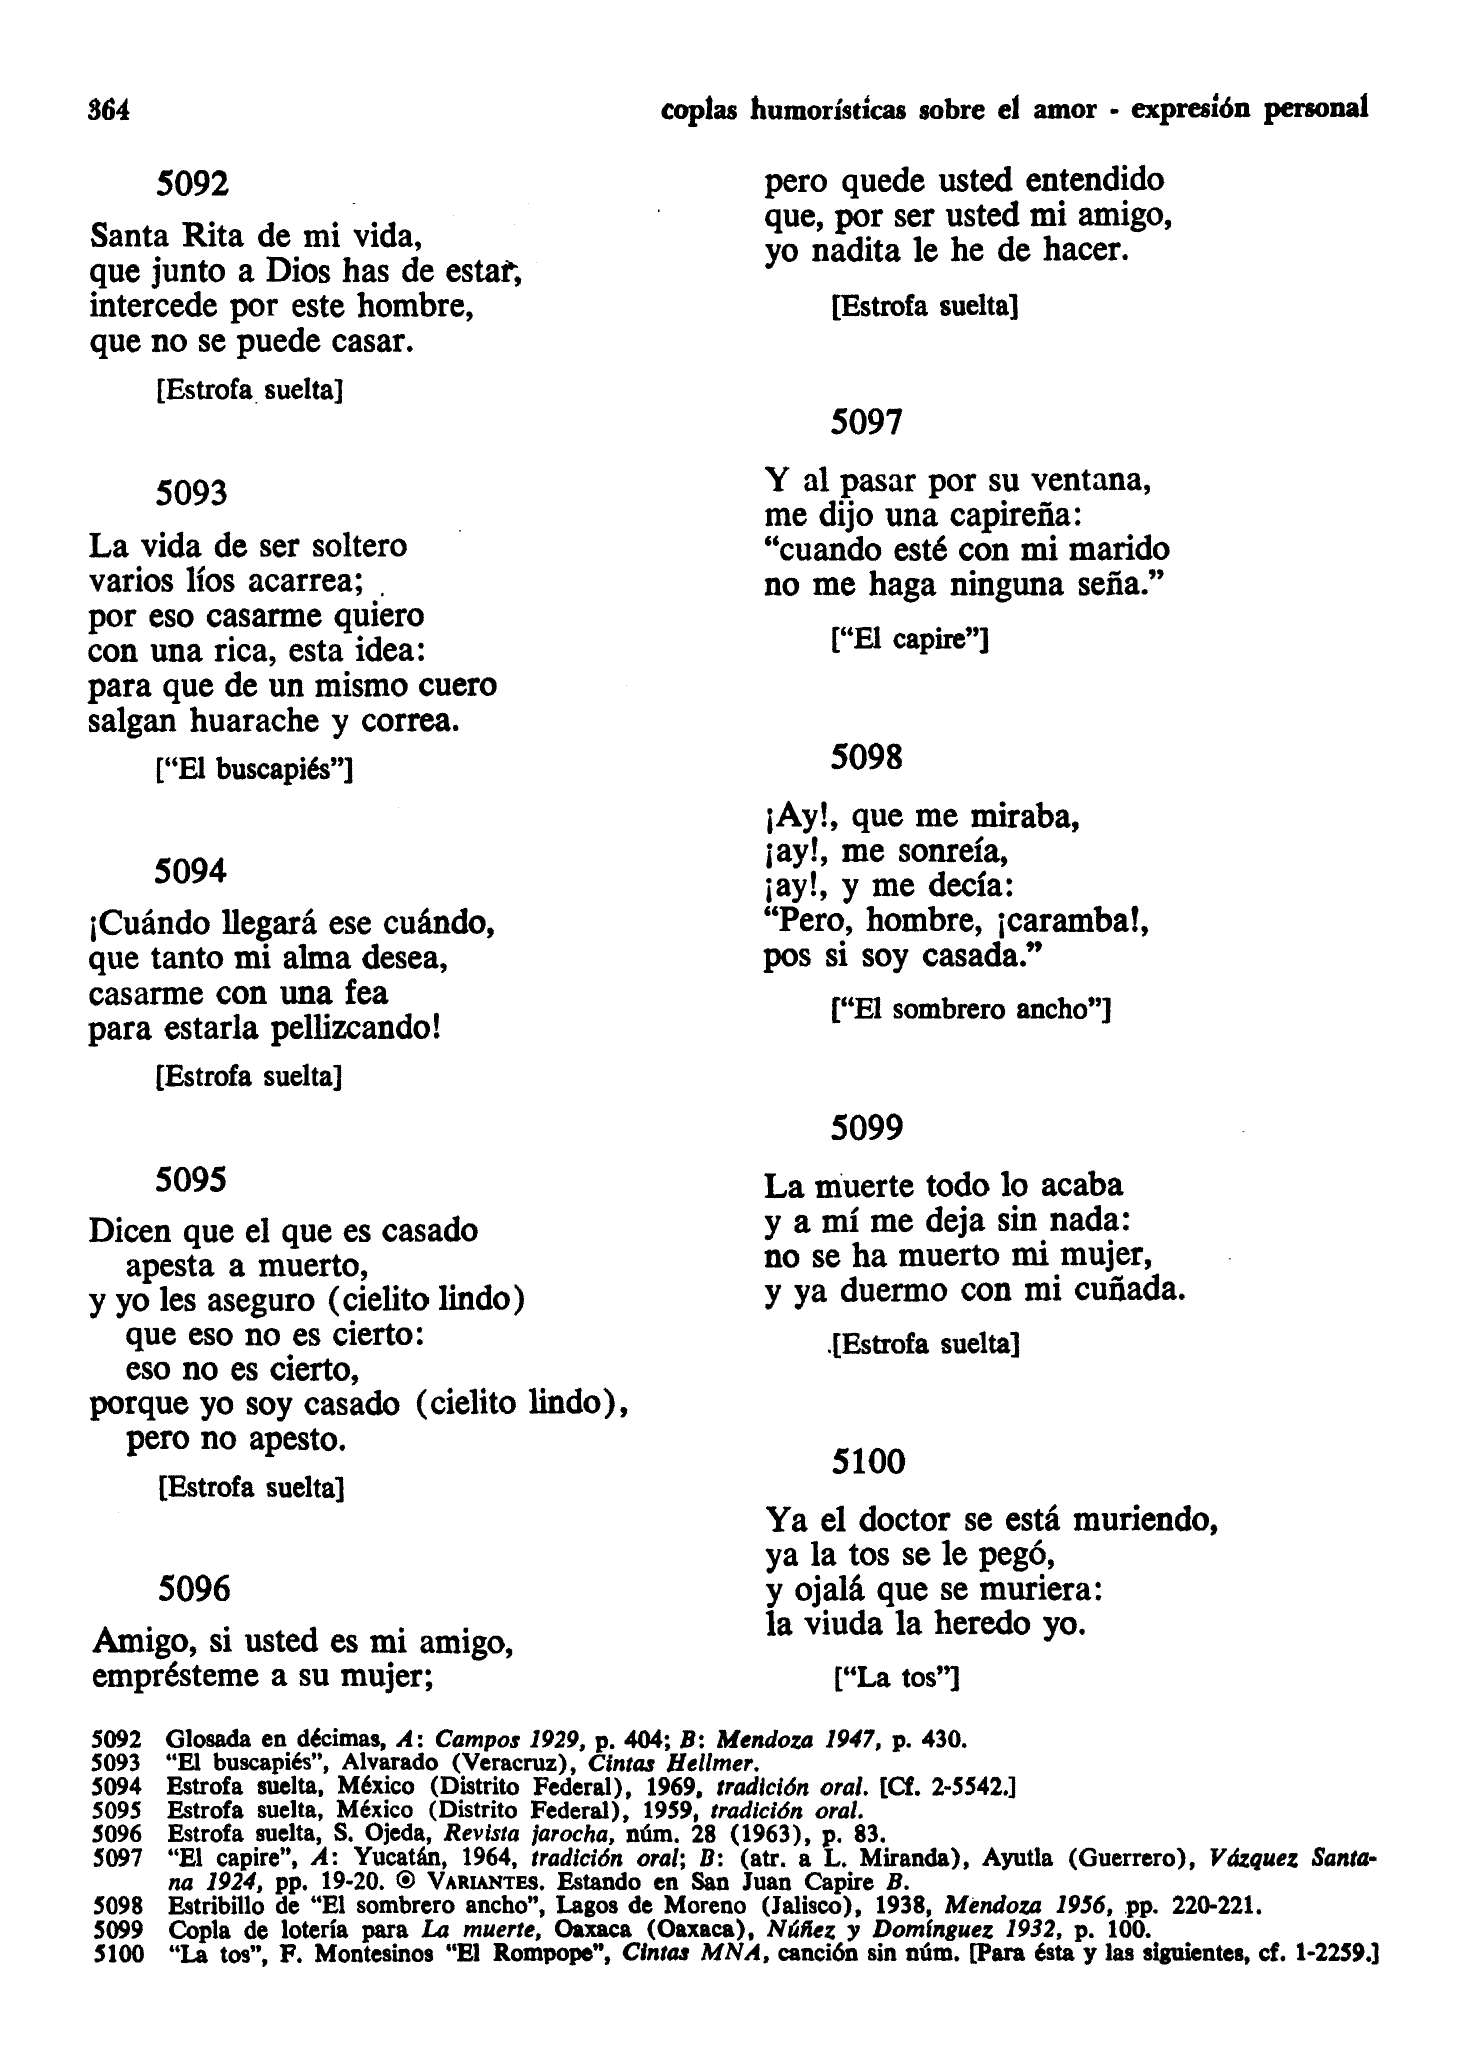 364
coplas humorísticas sobre el amor - expresión personal
5092
Santa Rita de mi vida,
que junto a Dios has de estar,
intercede por este hombre,
que no se puede casar.
[Estrofa suelta]
5093
La vida de ser soltero
varios líos acarrea;
por eso casarme quiero
con una rica, esta idea:
para que de un mismo cuero
salgan huarache y correa.
[“El buscapiés”]
5094
¡Cuándo llegará ese cuándo,
que tanto mi alma desea,
casarme con una fea
para estarla pellizcando!
[Estrofa suelta]
5095
Dicen que el que es casado
apesta a muerto,
y yo les aseguro (cielito lindo)
que eso no es cierto:
eso no es cierto,
porque yo soy casado (cielito lindo),
pero no apesto.
[Estrofa suelta]
5096
Amigo, si usted es mi amigo,
emprésteme a su mujer;
pero quede usted entendido
que, por ser usted mi amigo,
yo nadita le he de hacer.
[Estrofa suelta]
5097
Y al pasar por su ventana,
me dijo una capireña:
“cuando esté con mi marido
no me haga ninguna seña.”
[“El capire”]
5098
¡Ay!, que me miraba,
¡ay!, me sonreía,
¡ay!, y me decía:
“Pero, hombre, ¡caramba!,
pos si soy casada.”
[“El sombrero ancho”]
5099
La muerte todo lo acaba
y a mí me deja sin nada:
no se ha muerto mi mujer,
y ya duermo con mi cuñada.
[Estrofa suelta]
5100
Ya el doctor se está muriendo,
ya la tos se le pegó,
y ojalá que se muriera:
la viuda la heredo yo.
[“La tos”]
5092 Glosada en décimas, A: Campos 1929, p. 404; B: Mendoza 1947, p. 430.
5093 “El buscapiés”, Alvarado (Veracruz), Cintas Hellmer.
5094 Estrofa suelta, México (Distrito Federal), 1969, tradición oral. [Cf. 2-5542.]
5095 Estrofa suelta, México (Distrito Federal), 1959, tradición oral.
5096 Estrofa suelta, S. Ojeda, Revista jarocha, núm. 28 (1963), p. 83.
5097 “El capire”, A: Yucatán, 1964, tradición oral; B: (atr. a L. Miranda), Ayutla (Guerrero), Vázquez Santa-
na 1924, pp. 19-20. ⊚ VARIANTES. Estando en San Juan Capire B.
5098 Estribillo de “El sombrero ancho”, Lagos de Moreno (Jalisco), 1938, Mendoza 1956, pp. 220-221.
5099 Copla de lotería para La muerte, Oaxaca (Oaxaca), Núñez y Domínguez 1932, p. 100.
5100 “La tos”, F. Montesinos “El Rompope”, Cintas MNA, canción sin núm. [Para ésta y las siguientes, cf. 1-2259.]